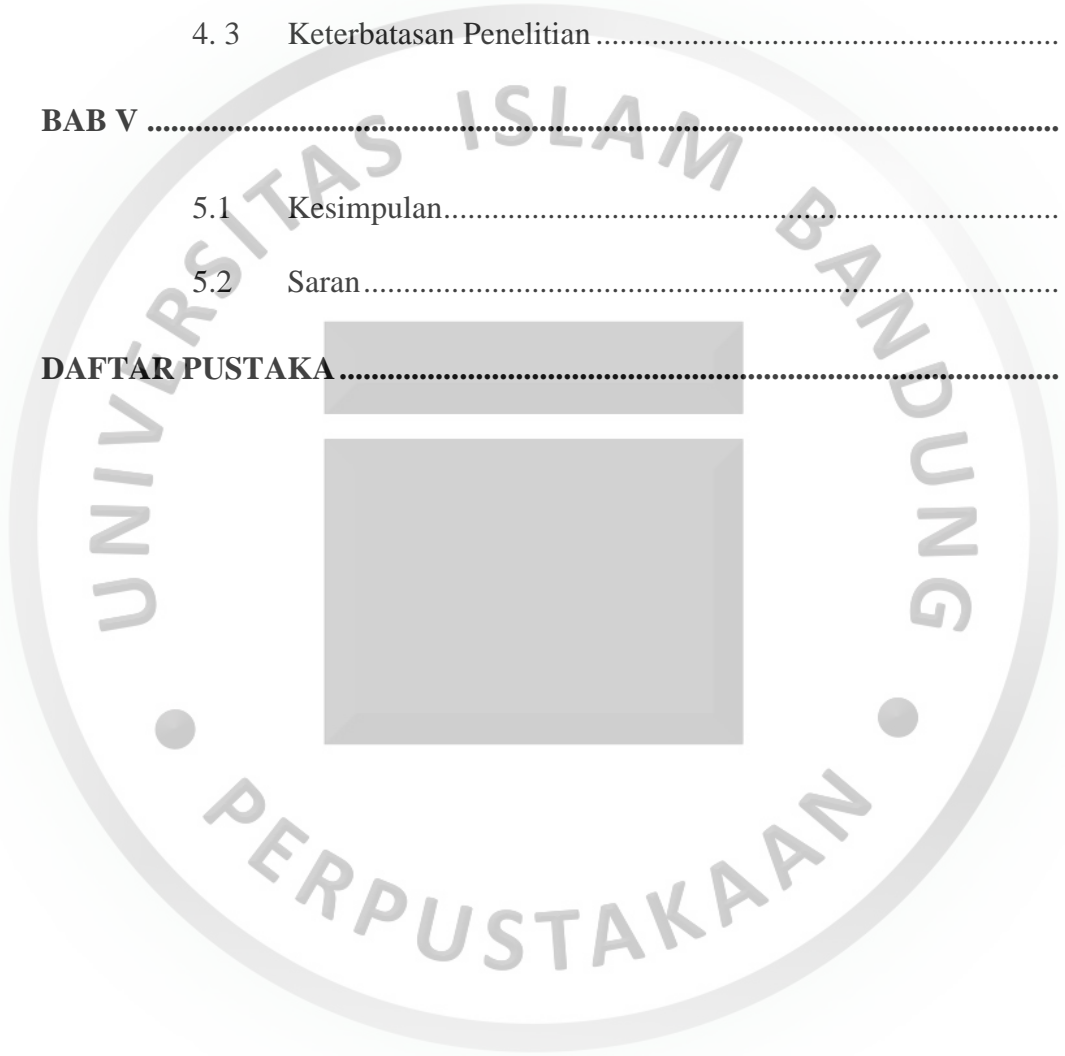 4. 3 Keterbatasan Penelitian ..........................................................
BAB V ...................................................................................................................
5.1 Kesimpulan.............................................................................
5.2 Saran .......................................................................................
DAFTAR PUSTAKA ...........................................................................................
UNIVERSITAS ISLAM BANDUNG
PERPUSTAKAAN